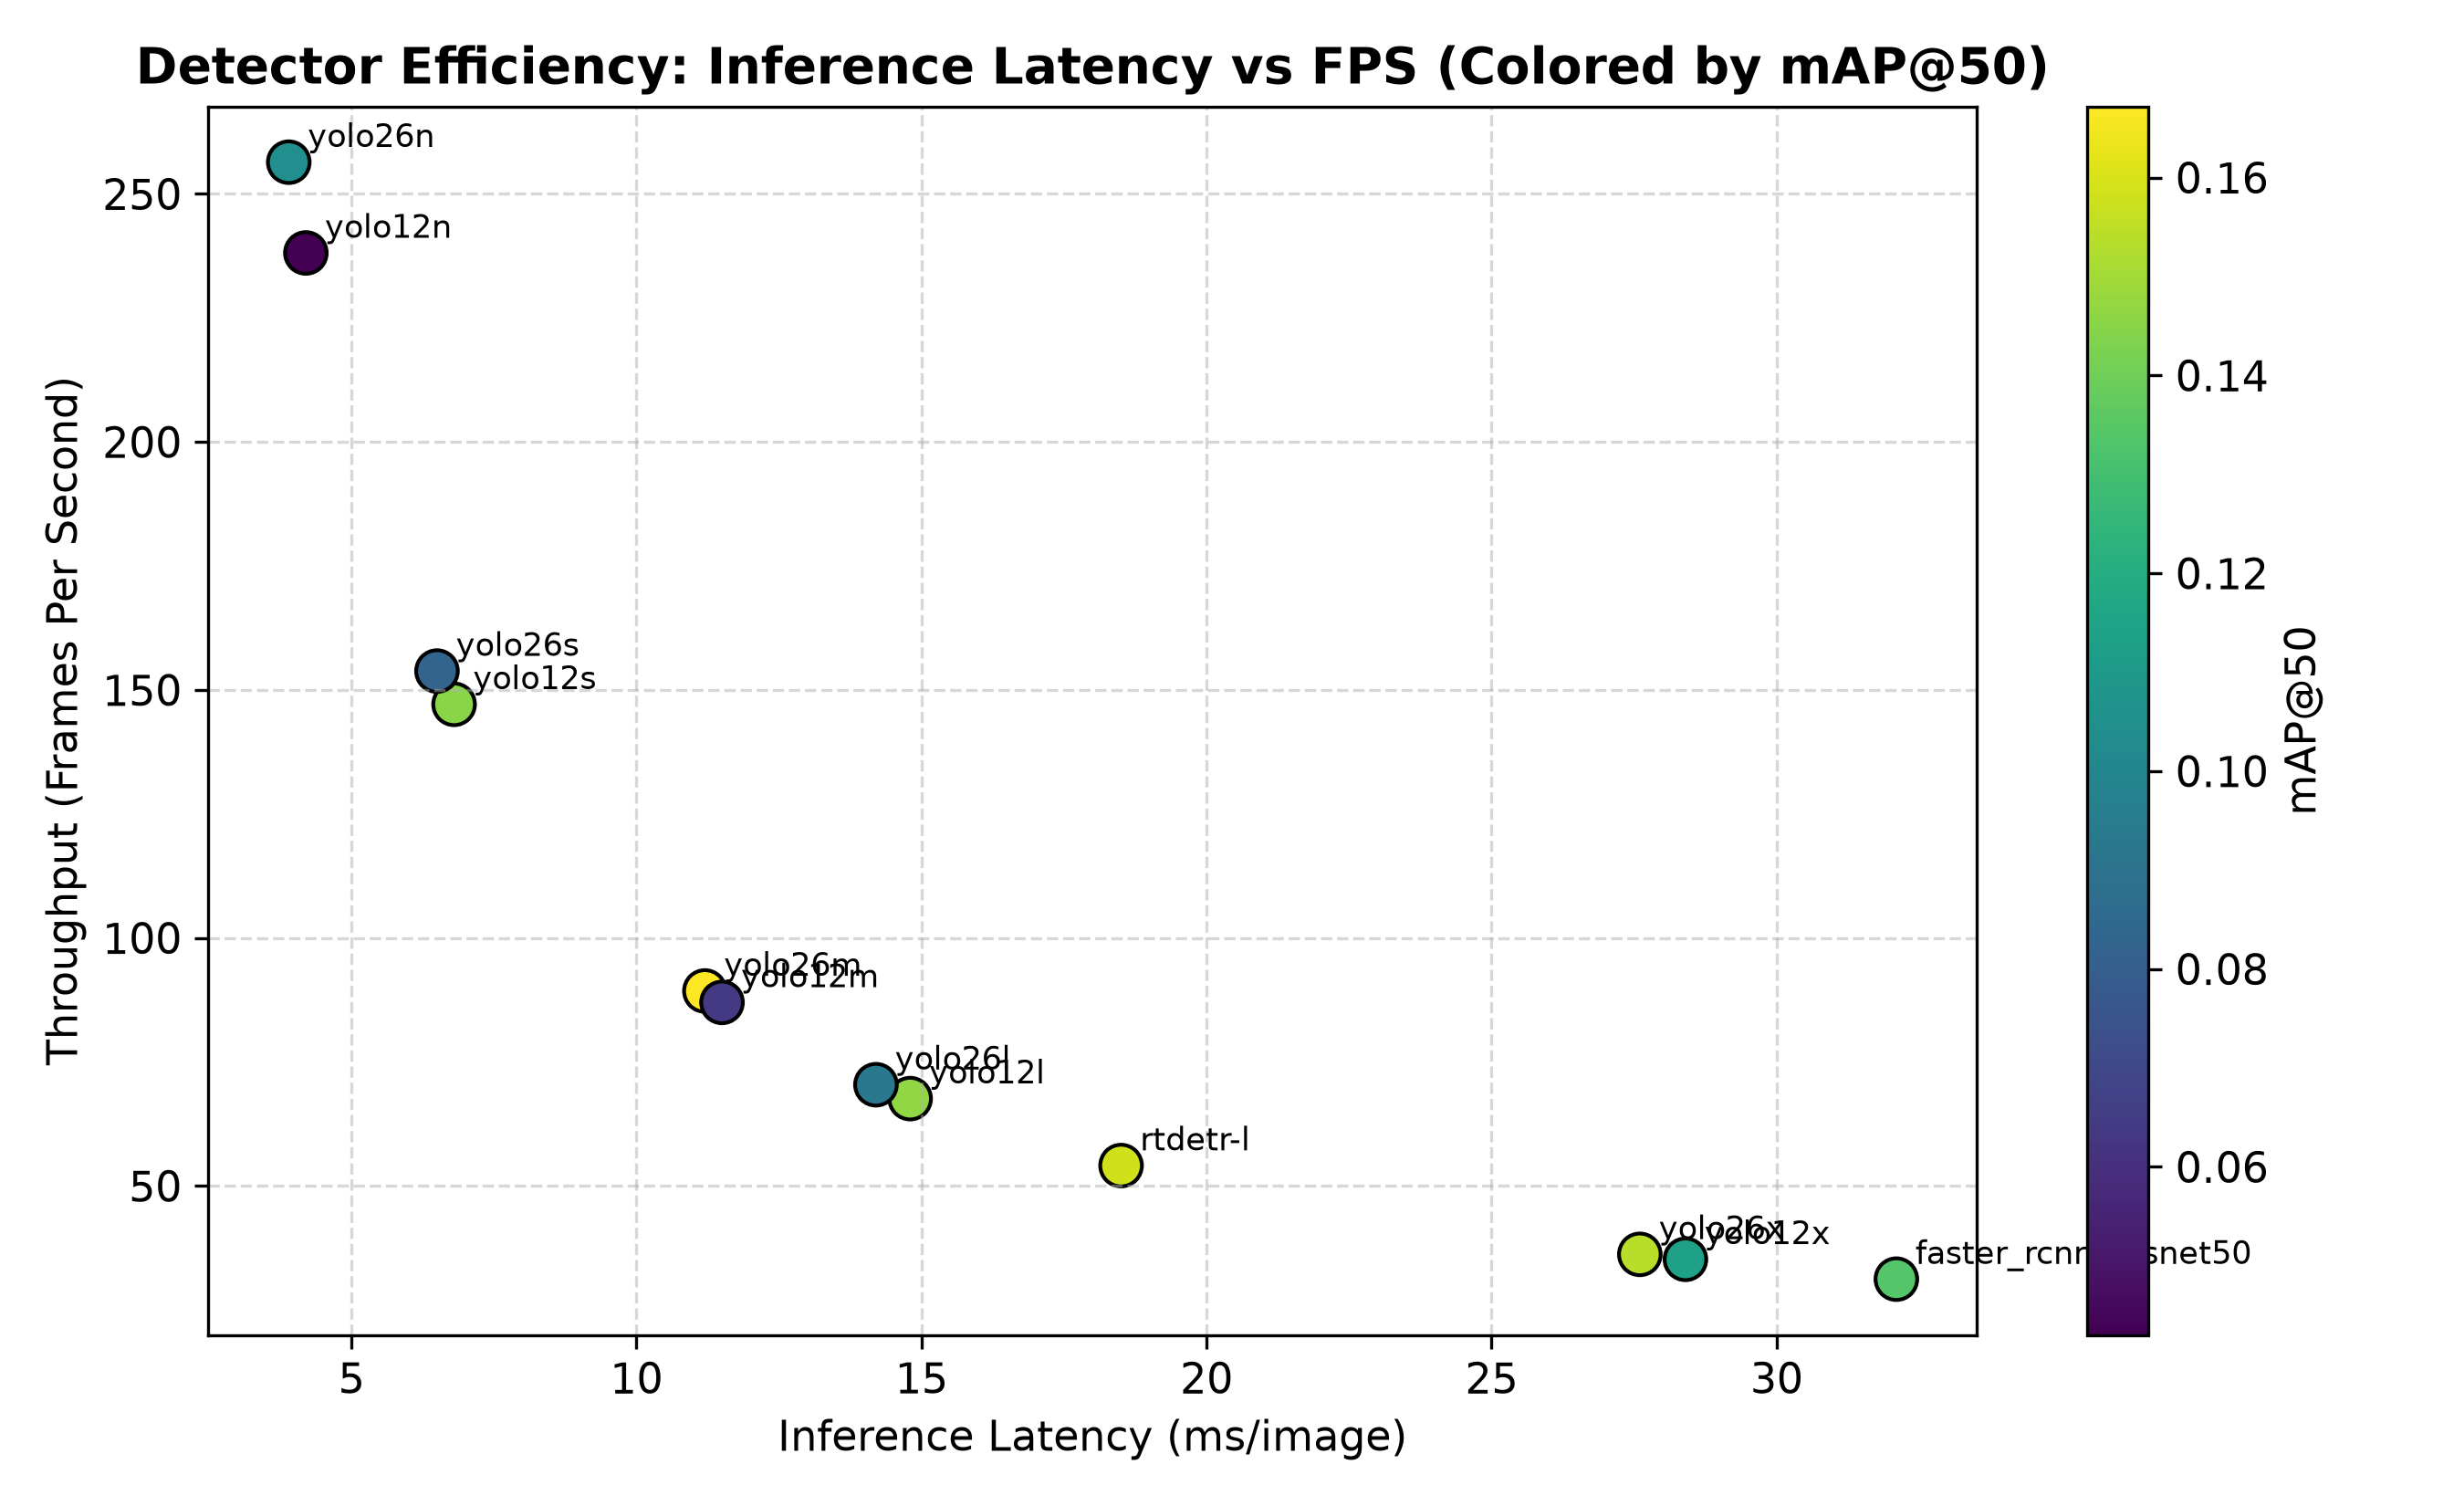 Detector Efficiency: Inference Latency vs FPS (Colored by mAP@50)
Throughput (Frames Per Second)
250
200
150
100
50
yolo26n
yolo12n
yolo26s
yolo12s
yolo26m
yolo12m
yolo26l
yolo12l
rtdetr-l
yolo26x
yolo12x
faster_rcnn snet50
5 10 15 20 25 30
Inference Latency (ms/image)
0.16
0.14
0.12
0.10
0.08
0.06
mAP@50